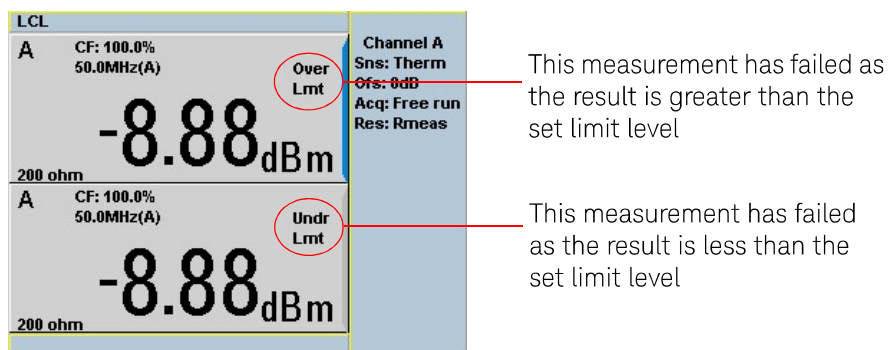 LCL
A
CF: 100.0%
50.0MHz(A)
Over
Lmt
-8.88dBm
200 ohm
A
CF: 100.0%
50.0MHz(A)
Undr
Lmt
-8.88dBm
200 ohm
Channel A
Sns: Therm
Ofs: 0dB
Acq: Free run
Res: Rmeas
This measurement has failed as
the result is greater than the
set limit level
This measurement has failed
as the result is less than the
set limit level